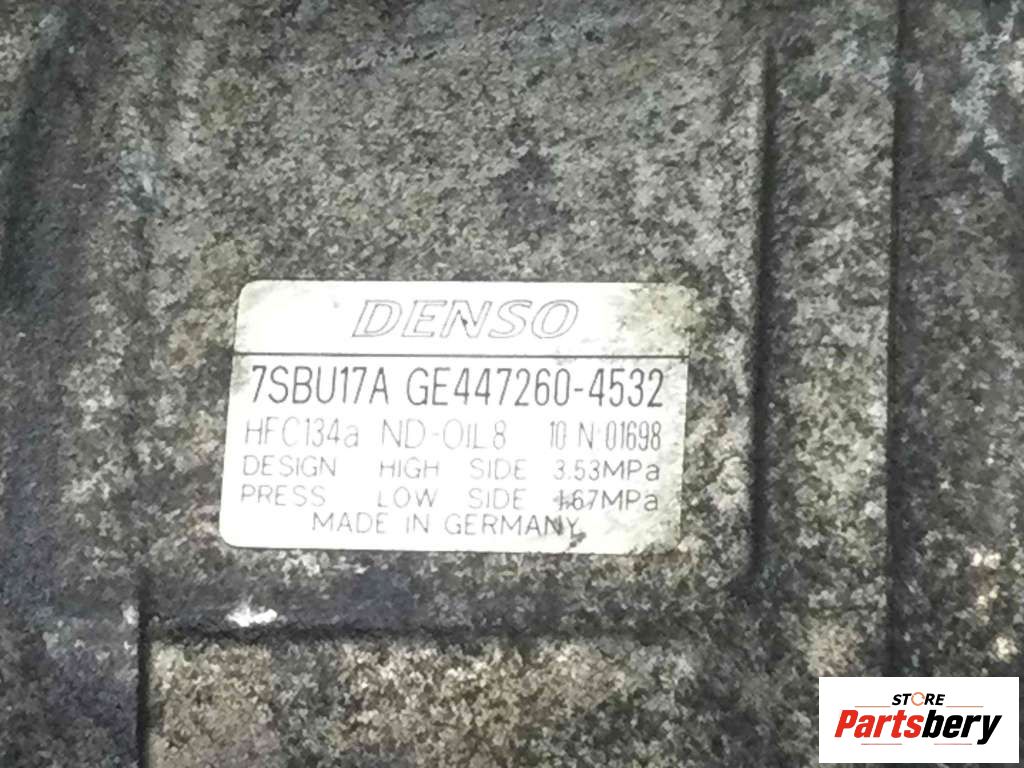 DENSO
7SBU17A GE447260-4532
HFC134a ND-OIL8 10 N 01698
DESIGN HIGH SIDE 3.53MPa
PRESS LOW SIDE 1.67MPa
MADE IN GERMANY
STORE
Partsbery